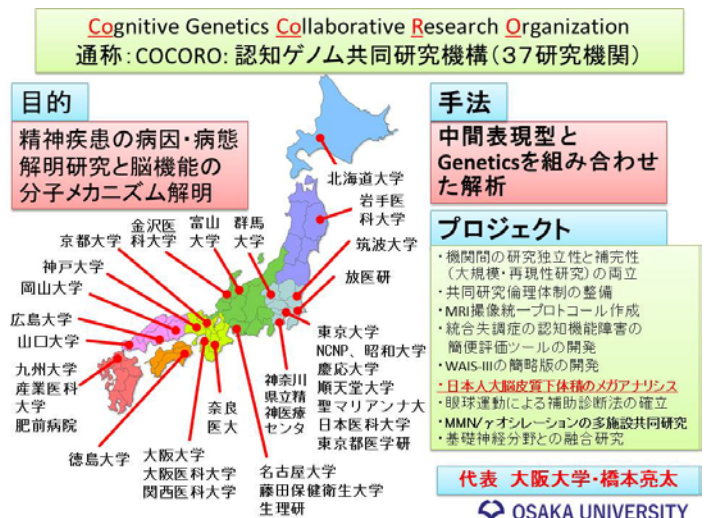 Cognitive Genetics Collaborative Research Organization
通称：COCORO：認知ゲノム共同研究機構（３７研究機関）
目的
精神疾患の病因・病態
解明研究と脳機能の
分子メカニズム解明
手法
中間表現型と
Geneticsを組み合わせ
た解析
北海道大学
岩手医
科大学
筑波大学
放医研
群馬
大学
富山
大学
金沢医
科大学
京都大学
神戸大学
岡山大学
広島大学
山口大学
九州大学
産業医科
大学
肥前病院
徳島大学
大阪大学
大阪医科大学
関西医科大学
奈良
医大
名古屋大学
藤田保健衛生大学
生理研
神奈川
県立精
神医療
センタ
東京大学
NCNP、昭和大学
慶応大学
順天堂大学
聖マリアンナ大
日本医科大学
東京都医学研
プロジェクト
・機関間の研究独立性と補完性
（大規模・再現性研究）の両立
・共同研究倫理体制の整備
・MRI撮像統一プロトコール作成
・統合失調症の認知機能障害の
簡便評価ツールの開発
・WAIS-IIIの簡略版の開発
・日本人大脳皮質下体積のメガアナリシス
・眼球運動による補助診断法の確立
・MMN/γオシレーションの多施設共同研究
・基礎神経分野との融合研究
代表 大阪大学・橋本亮太
OSAKA UNIVERSITY